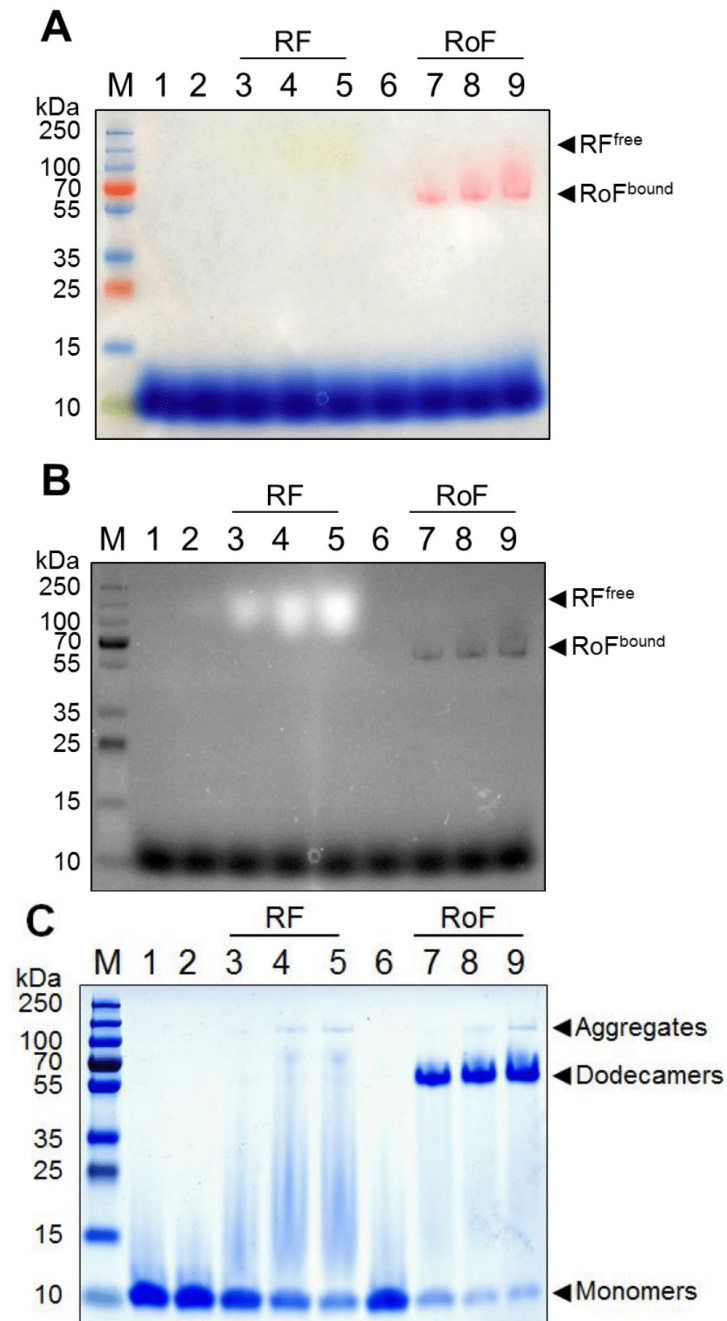 A
RF RoF
M 1 2 3 4 5 6 7 8 9
kDa
250
RFfree
100
70
RoFbound
55
35
25
15
10
B
RF RoF
M 1 2 3 4 5 6 7 8 9
kDa
250
RFfree
100
70
RoFbound
55
35
25
15
10
C
RF RoF
M 1 2 3 4 5 6 7 8 9
kDa
250
Aggregates
100
70
Dodecamers
55
35
25
15
10 Monomers